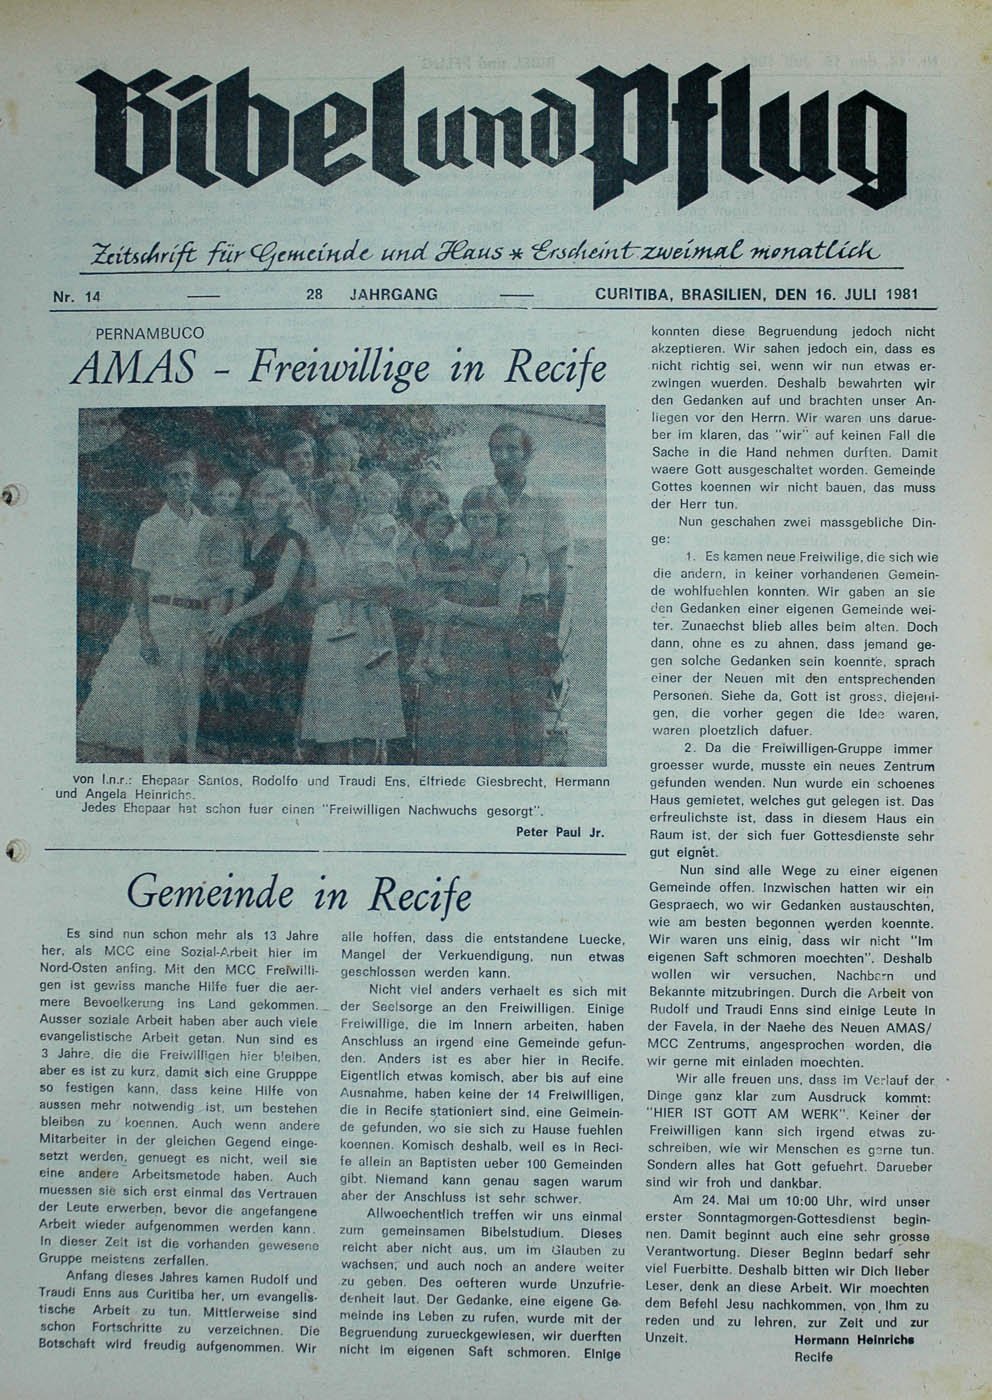 Bibel und Pflug
Zeitschrift für Gemeinde und Haus * Erscheint zweimal monatlich
Nr. 14 — 28 JAHRGANG — CURITIBA, BRASILIEN, DEN 16. JULI 1981
PERNAMBUCO
AMAS - Freiwillige in Recife
von l.n.r.: Ehepaar Santos, Rodolfo und Traudi Ens, Elfriede Giesbrecht, Hermann
und Angela Heinrichs.
Jedes Ehepaar hat schon fuer einen "Freiwilligen Nachwuchs gesorgt".
Peter Paul Jr.
Gemeinde in Recife
Es sind nun schon mehr als 13 Jahre
her, als MCC eine Sozial-Arbeit hier im
Nord-Osten anfing. Mit den MCC Freiwilli-
gen ist gewiss manche Hilfe fuer die aer-
mere Bevoelkerung ins Land gekommen.
Ausser soziale Arbeit haben aber auch viele
evangelistische Arbeit getan. Nun sind es
3 Jahre, die die Freiwilligen hier bleiben,
aber es ist zu kurz, damit sich eine Grupppe
so festigen kann, dass keine Hilfe von
aussen mehr notwendig ist, um bestehen
bleiben zu koennen. Auch wenn andere
Mitarbeiter in der gleichen Gegend einge-
setzt werden, genuegt es nicht, weil sie
eine andere Arbeitsmetode haben. Auch
muessen sie sich erst einmal das Vertrauen
der Leute erwerben, bevor die angefangene
Arbeit wieder aufgenommen werden kann.
In dieser Zeit ist die vorhanden gewesene
Gruppe meistens zerfallen.
Anfang dieses Jahres kamen Rudolf und
Traudi Enns aus Curitiba her, um evangelis-
tische Arbeit zu tun. Mittlerweise sind
schon Fortschritte zu verzeichnen. Die
Botschaft wird freudig aufgenommen. Wir
alle hoffen, dass die entstandene Luecke,
Mangel der Verkuendigung, nun etwas
geschlossen werden kann.
Nicht viel anders verhaelt es sich mit
der Seelsorge an den Freiwilligen. Einige
Freiwillige, die im Innern arbeiten, haben
Anschluss an irgend eine Gemeinde gefun-
den. Anders ist es aber hier in Recife.
Eigentlich etwas komisch, aber bis auf eine
Ausnahme, haben keine der 14 Freiwilligen,
die in Recife stationiert sind, eine Geimein-
de gefunden, wo sie sich zu Hause fuehlen
koennen. Komisch deshalb, weil es in Reci-
fe allein an Baptisten ueber 100 Gemeinden
gibt. Niemand kann genau sagen warum
aber der Anschluss ist sehr schwer.
Allwoechentlich treffen wir uns einmal
zum gemeinsamen Bibelstudium. Dieses
reicht aber nicht aus, um im Glauben zu
wachsen, und auch noch an andere weiter
zu geben. Des oefteren wurde Unzufrie-
denheit laut. Der Gedanke, eine eigene Ge-
meinde ins Leben zu rufen, wurde mit der
Begruendung zurueckgewiesen, wir duerften
nicht im eigenen Saft schmoren. Einige
konnten diese Begruendung jedoch nicht
akzeptieren. Wir sahen jedoch ein, dass es
nicht richtig sei, wenn wir nun etwas er-
zwingen wuerden. Deshalb bewahrten wir
den Gedanken auf und brachten unser An-
liegen vor den Herrn. Wir waren uns darue-
ber im klaren, das "wir" auf keinen Fall die
Sache in die Hand nehmen durften. Damit
waere Gott ausgeschaltet worden. Gemeinde
Gottes koennen wir nicht bauen, das muss
der Herr tun.
Nun geschahen zwei massgebliche Din-
ge:
1. Es kamen neue Freiwilige, die sich wie
die andern, in keiner vorhandenen Gemein-
de wohlfuehlen konnten. Wir gaben an sie
den Gedanken einer eigenen Gemeinde wei-
ter. Zunaechst blieb alles beim alten. Doch
dann, ohne es zu ahnen, dass jemand ge-
gen solche Gedanken sein koennte, sprach
einer der Neuen mit den entsprechenden
Personen. Siehe da, Gott ist gross, diejeni-
gen, die vorher gegen die Idee waren,
waren ploetzlich dafuer.
2. Da die Freiwilligen-Gruppe immer
groesser wurde, musste ein neues Zentrum
gefunden wenden. Nun wurde ein schoenes
Haus gemietet, welches gut gelegen ist. Das
erfreulichste ist, dass in diesem Haus ein
Raum ist, der sich fuer Gottesdienste sehr
gut eignet.
Nun sind alle Wege zu einer eigenen
Gemeinde offen. Inzwischen hatten wir ein
Gespraech, wo wir Gedanken austauschten,
wie am besten begonnen werden koennte.
Wir waren uns einig, dass wir nicht "Im
eigenen Saft schmoren moechten". Deshalb
wollen wir versuchen, Nachbarn und
Bekannte mitzubringen. Durch die Arbeit von
Rudolf und Traudi Enns sind einige Leute in
der Favela, in der Naehe des Neuen AMAS/
MCC Zentrums, angesprochen worden, die
wir gerne mit einladen moechten.
Wir alle freuen uns, dass im Verlauf der
Dinge ganz klar zum Ausdruck kommt:
"HIER IST GOTT AM WERK". Keiner der
Freiwilligen kann sich irgend etwas zu-
schreiben, wie wir Menschen es gerne tun.
Sondern alles hat Gott gefuehrt. Darueber
sind wir froh und dankbar.
Am 24. Mai um 10:00 Uhr, wird unser
erster Sonntagmorgen-Gottesdienst begin-
nen. Damit beginnt auch eine sehr grosse
Verantwortung. Dieser Beginn bedarf sehr
viel Fuerbitte. Deshalb bitten wir Dich lieber
Leser, denk an diese Arbeit. Wir moechten
dem Befehl Jesu nachkommen, von Ihm zu
reden und zu lehren, zur Zeit und zur
Unzeit.
Hermann Heinrichs
Recife